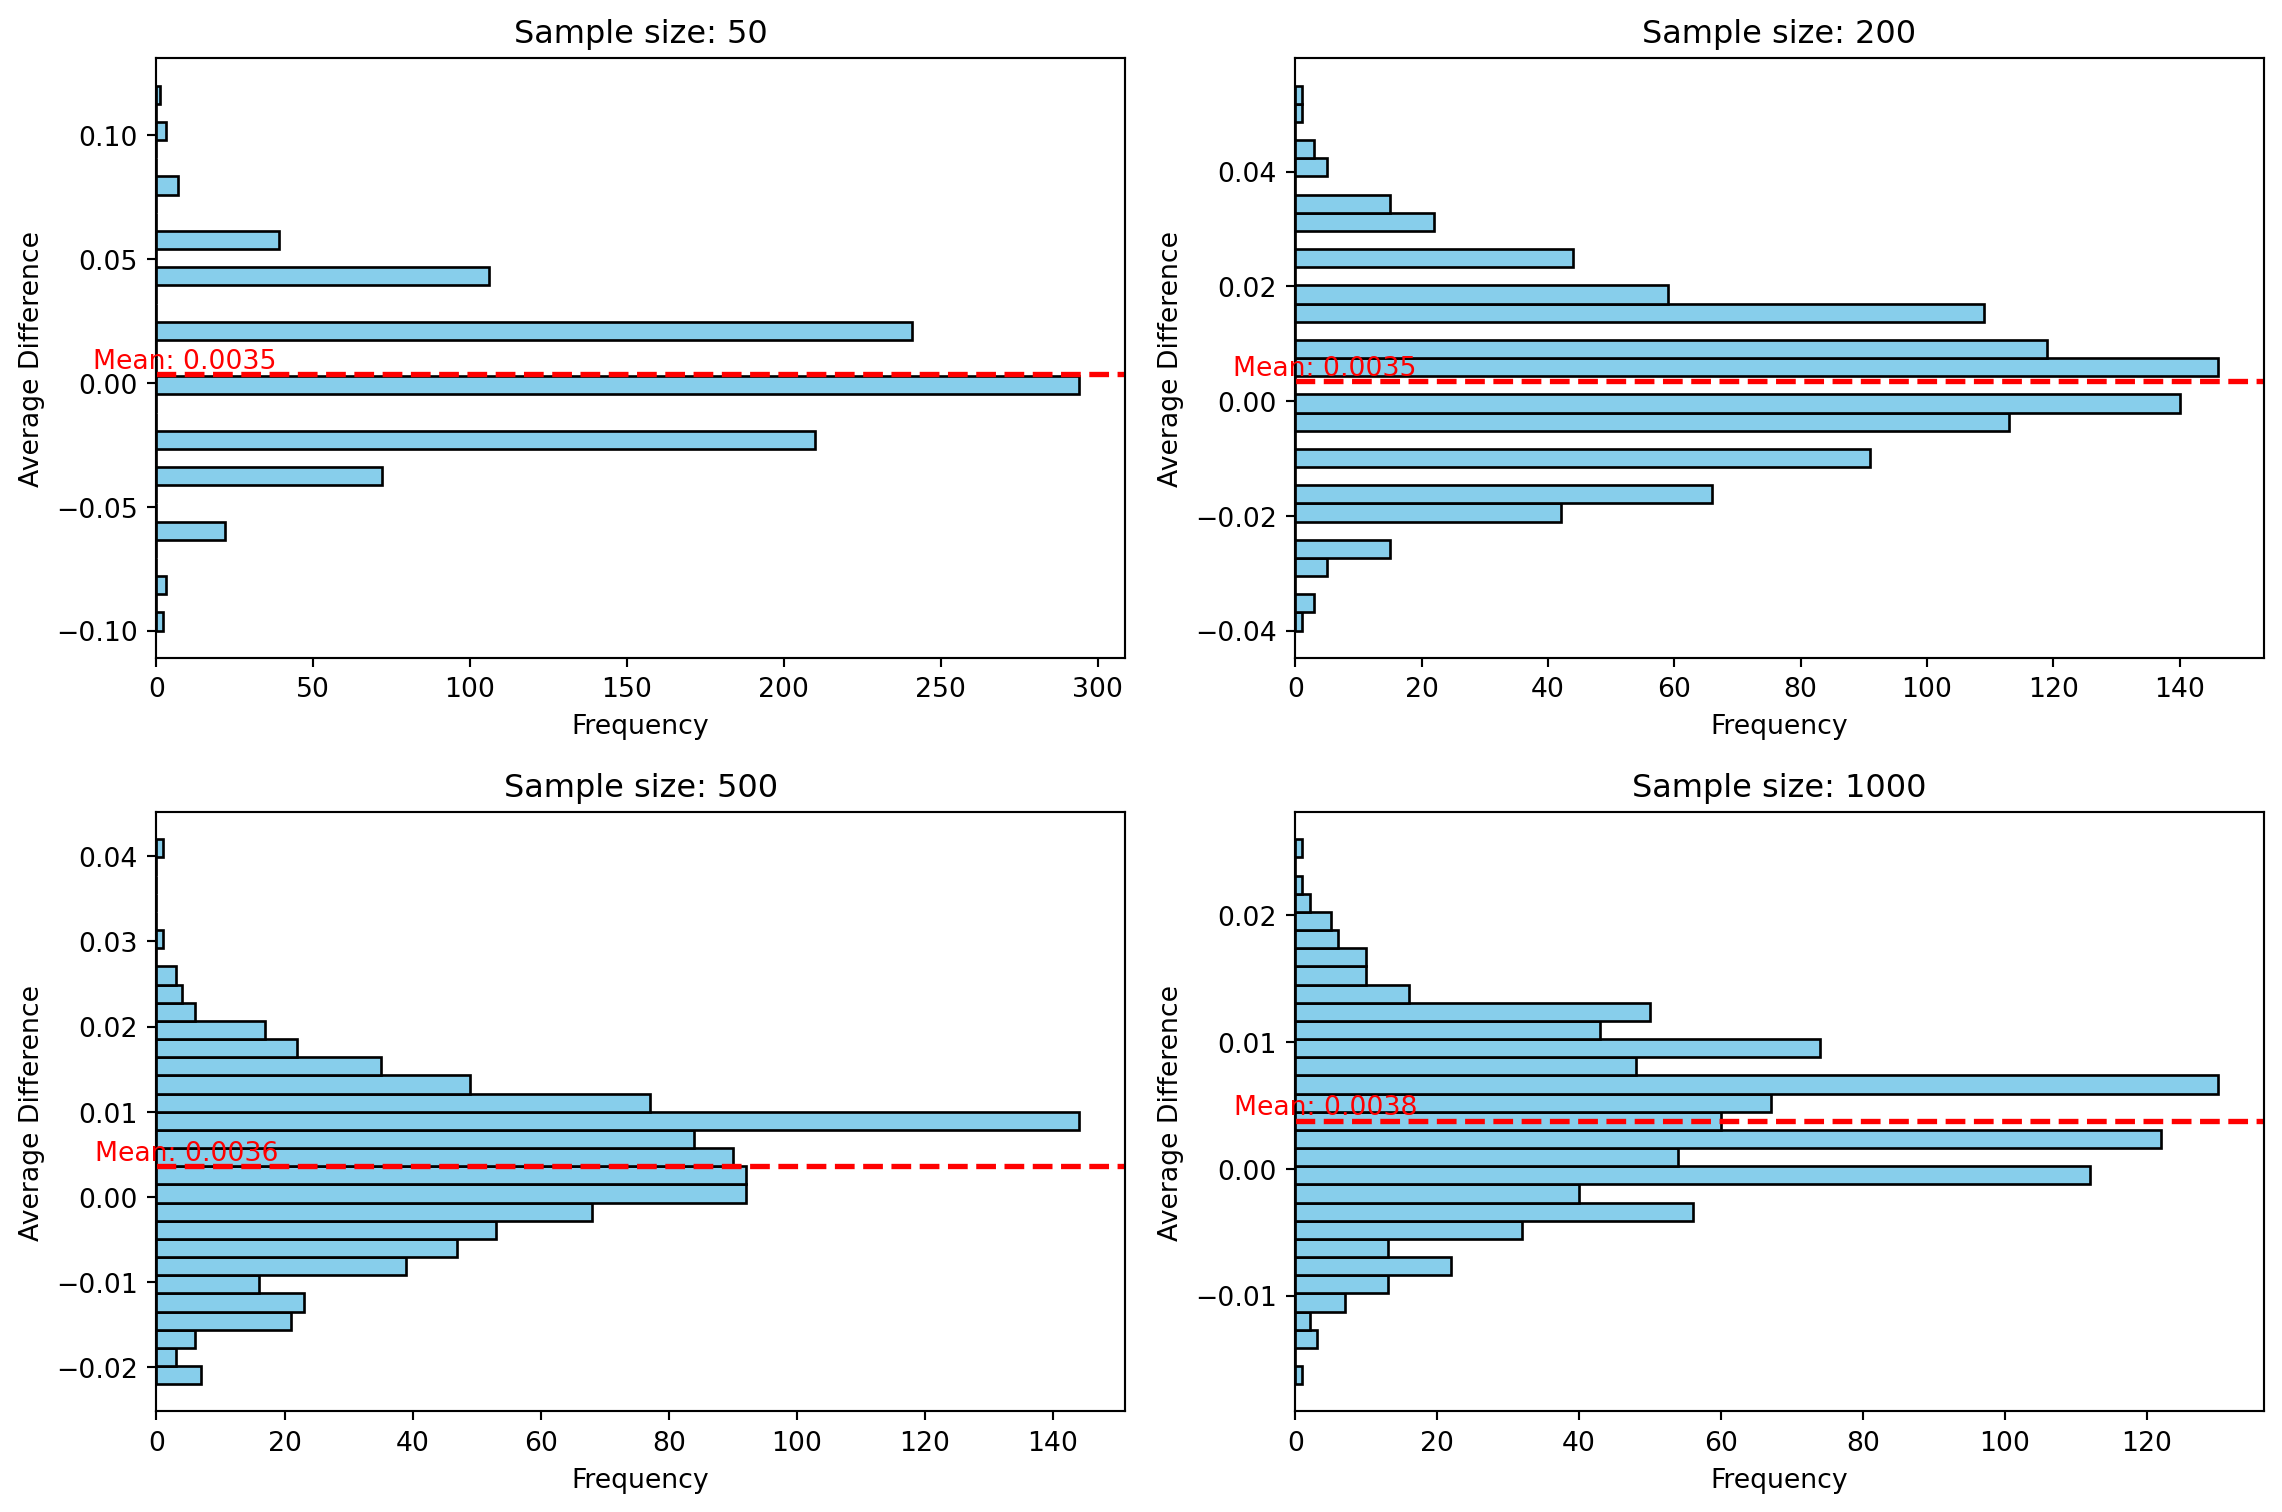 Sample size: 50
0.10
0.05
0.00
−0.05
−0.10
Average Difference
Mean: 0.0035
0 50 100 150 200 250 300
Frequency
Sample size: 200
0.04
0.02
0.00
−0.02
−0.04
Average Difference
Mean: 0.0035
0 20 40 60 80 100 120 140
Frequency
Sample size: 500
0.04
0.03
0.02
0.01
0.00
−0.01
−0.02
Average Difference
Mean: 0.0036
0 20 40 60 80 100 120 140
Frequency
Sample size: 1000
0.02
0.01
0.00
−0.01
Average Difference
Mean: 0.0038
0 20 40 60 80 100 120
Frequency